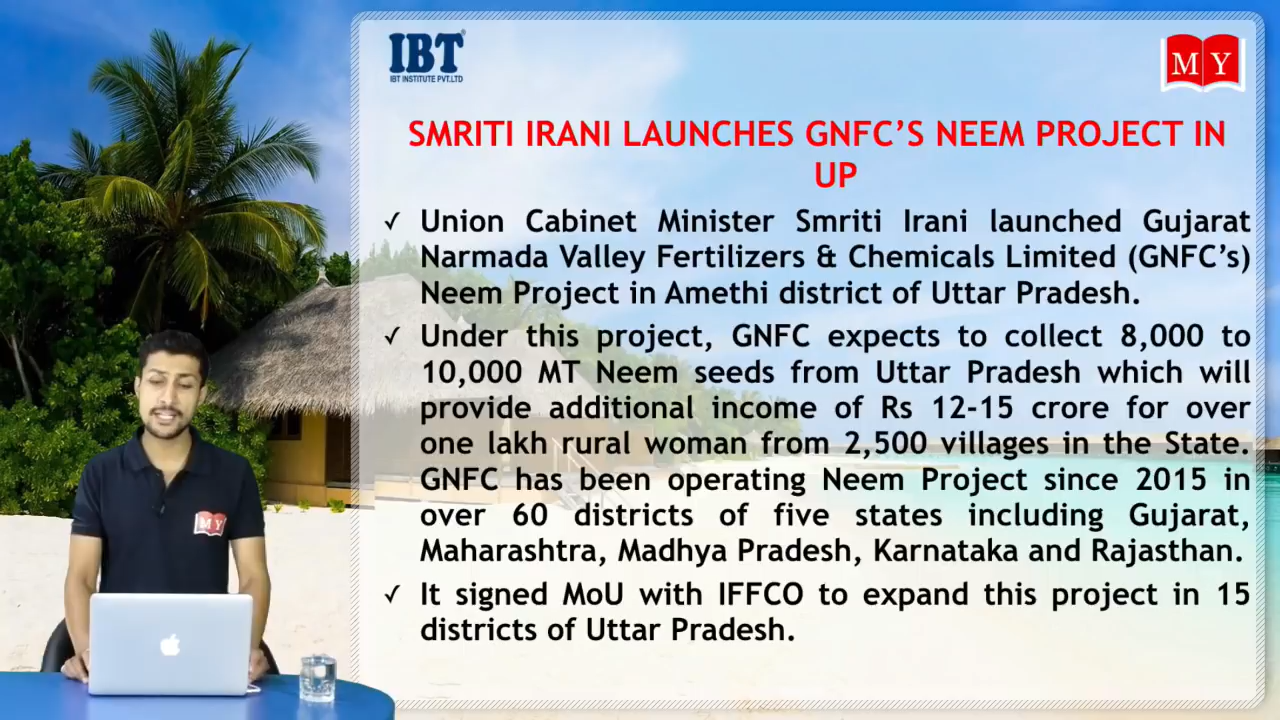 IBT
IBT INSTITUTE PVT.LTD
M Y
SMRITI IRANI LAUNCHES GNFC’S NEEM PROJECT IN
UP
✓ Union Cabinet Minister Smriti Irani launched Gujarat
Narmada Valley Fertilizers & Chemicals Limited (GNFC’s)
Neem Project in Amethi district of Uttar Pradesh.
✓ Under this project, GNFC expects to collect 8,000 to
10,000 MT Neem seeds from Uttar Pradesh which will
provide additional income of Rs 12-15 crore for over
one lakh rural woman from 2,500 villages in the State.
GNFC has been operating Neem Project since 2015 in
over 60 districts of five states including Gujarat,
Maharashtra, Madhya Pradesh, Karnataka and Rajasthan.
✓ It signed MoU with IFFCO to expand this project in 15
districts of Uttar Pradesh.
M Y